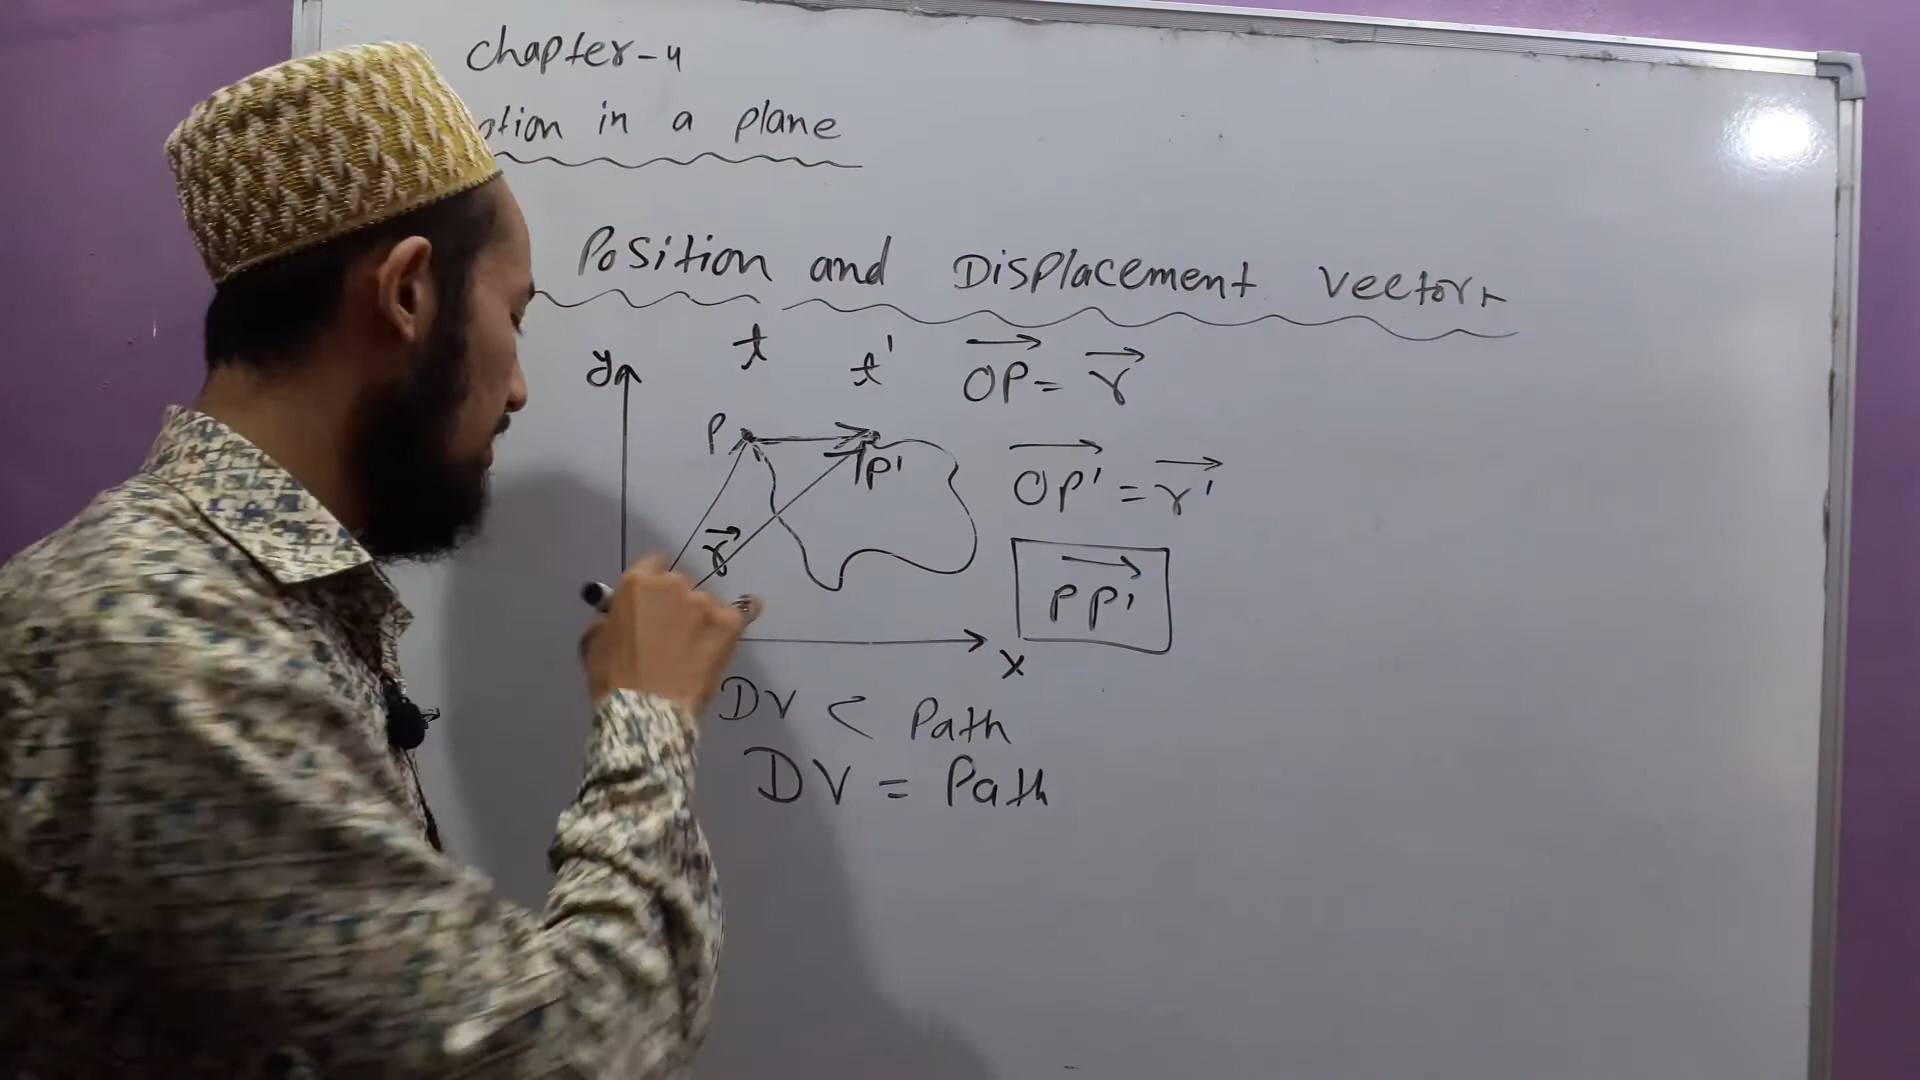 Chapter-4
otion in a plane
Position and Displacement Vectors
y t t' OP = r
P P' OP' = r'
r
PP'
x
DV < Path
DV = Path